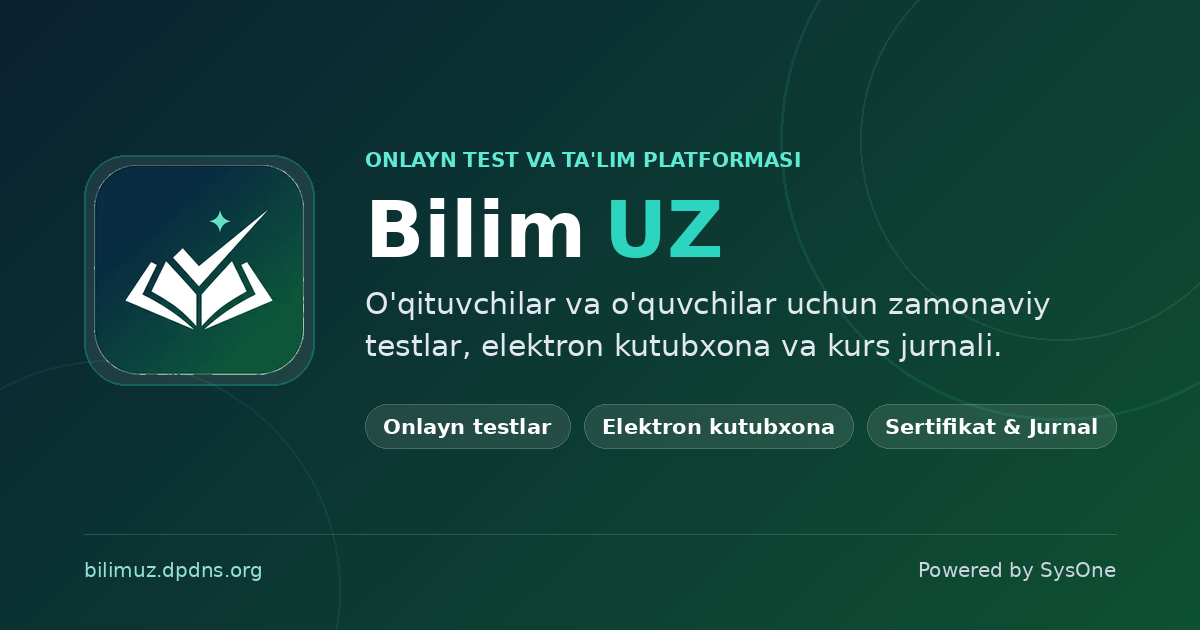 ONLAYN TEST VA TA'LIM PLATFORMASI
Bilim UZ
O'qituvchilar va o'quvchilar uchun zamonaviy
testlar, elektron kutubxona va kurs jurnali.
Onlayn testlar
Elektron kutubxona
Sertifikat & Jurnal
bilimuz.dpdns.org
Powered by SysOne